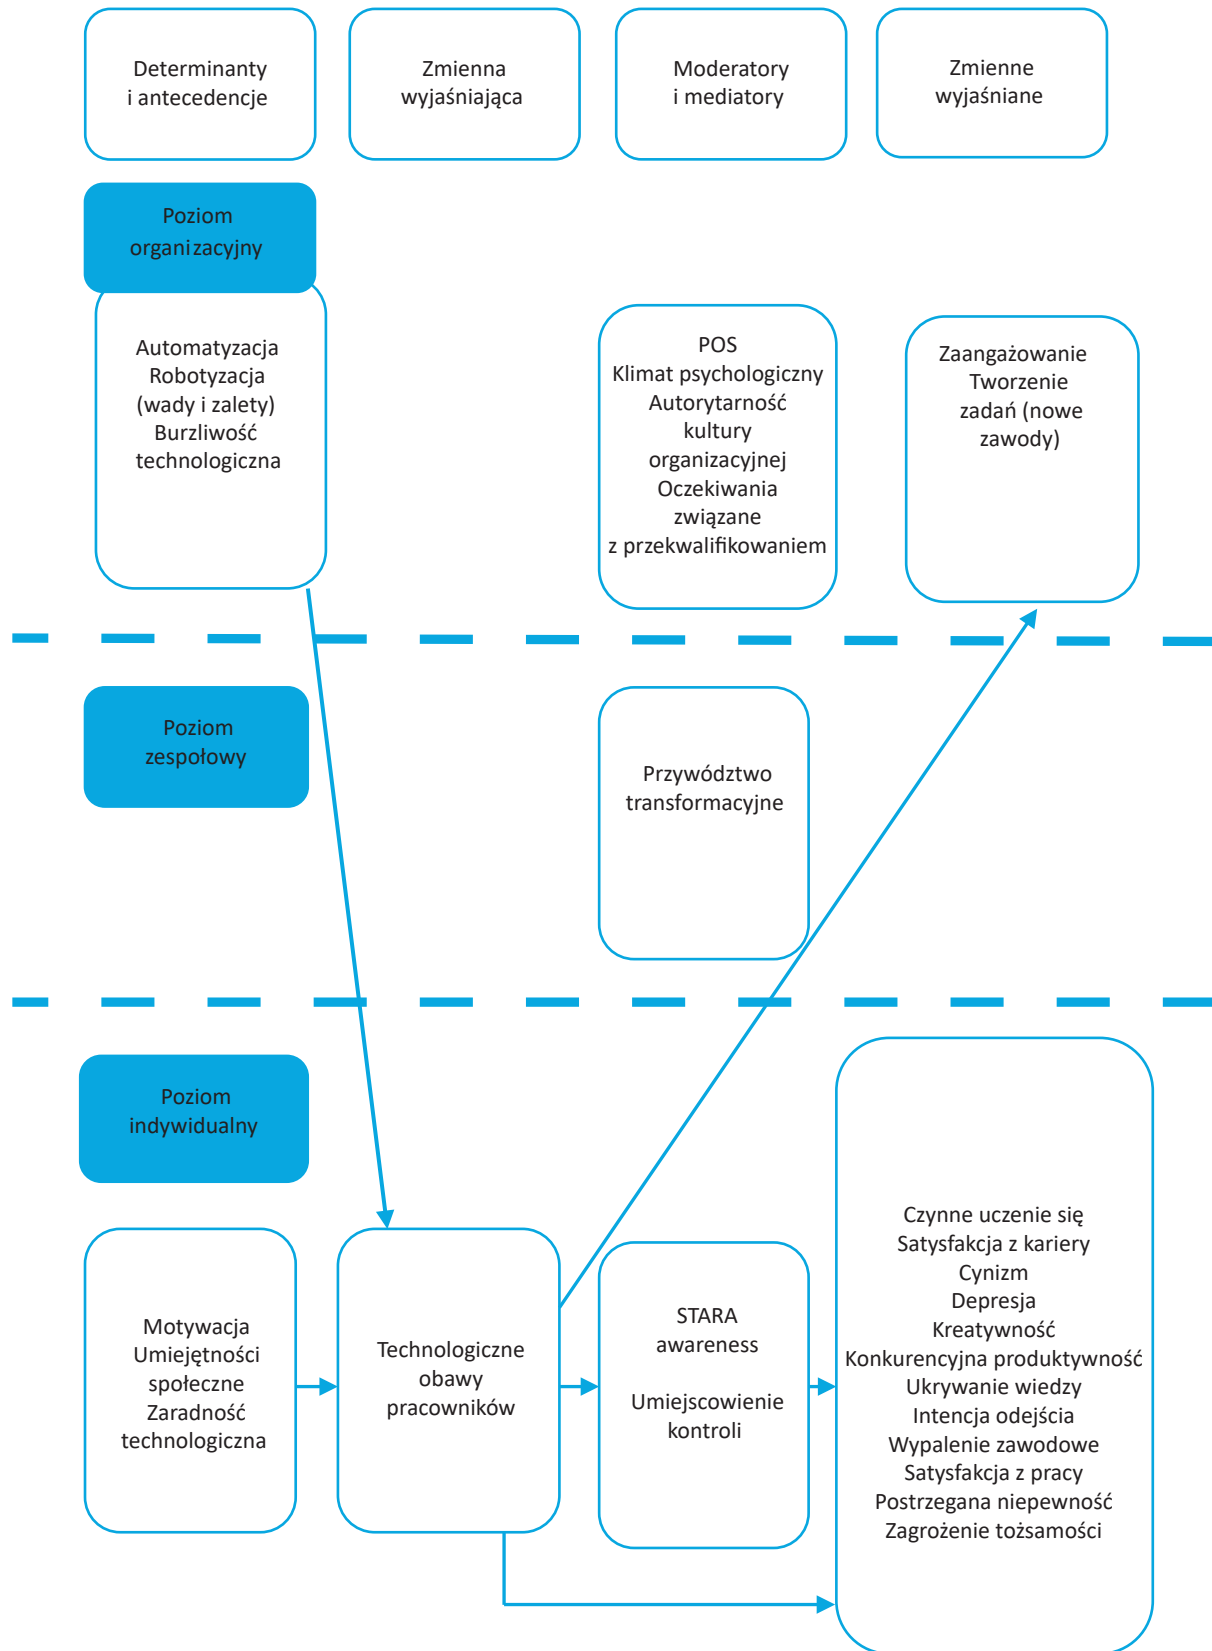 Determinanty
i antecedencje
Zmienna
wyjaśniająca
Moderatory
i mediatory
Zmienne
wyjaśniane
Poziom
organizacyjny
Automatyzacja
Robotyzacja
(wady i zalety)
Burzliwość
technologiczna
POS
Klimat psychologiczny
Autorytarność
kultury
organizacyjnej
Oczekiwania
związane
z przekwalifikowaniem
Zaangażowanie
Tworzenie
zadań (nowe
zawody)
Poziom
zespołowy
Przywództwo
transformacyjne
Poziom
indywidualny
Motywacja
Umiejętności
społeczne
Zaradność
technologiczna
Technologiczne
obawy
pracowników
STARA
awareness
Umiejscowienie
kontroli
Czynne uczenie się
Satysfakcja z kariery
Cynizm
Depresja
Kreatywność
Konkurencyjna produktywność
Ukrywanie wiedzy
Intencja odejścia
Wypalenie zawodowe
Satysfakcja z pracy
Postrzegana niepewność
Zagrożenie tożsamości